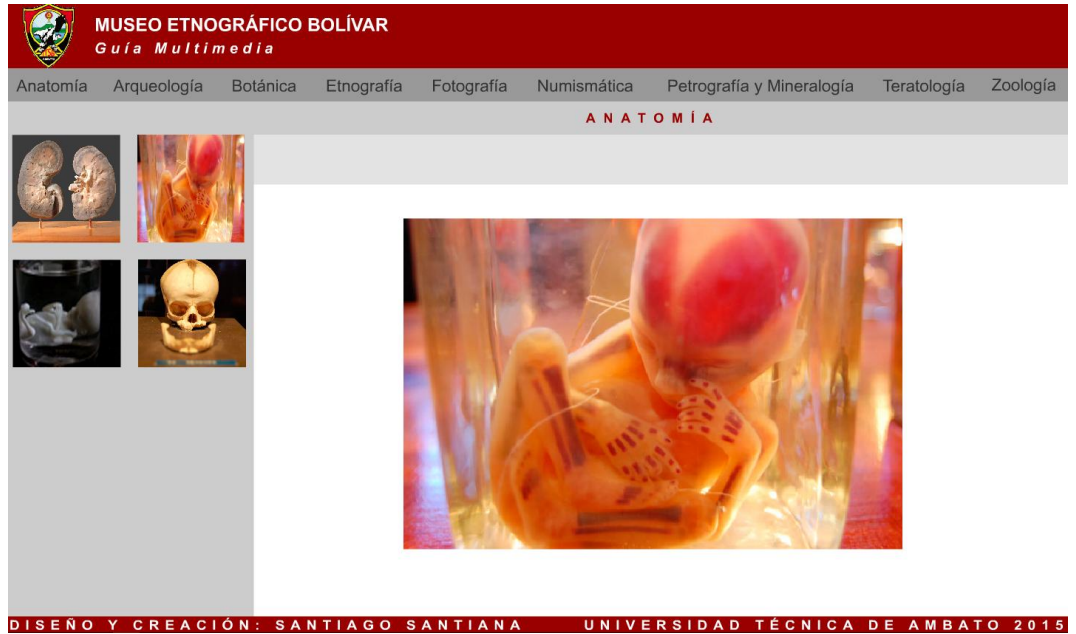 MUSEO ETNOGRÁFICO BOLÍVAR
Guía Multimedia
Anatomía Arqueología Botánica Etnografía Fotografía Numismática Petrografía y Mineralogía Teratología Zoología
ANATOMÍA
DISEÑO Y CREACIÓN: SANTIAGO SANTIANA UNIVERSIDAD TÉCNICA DE AMBATO 2015